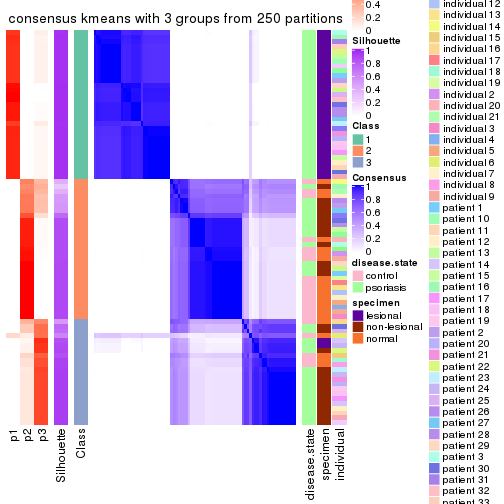 consensus kmeans with 3 groups from 250 partitions
0.4
0.2
0
Silhouette
1
0.8
0.6
0.4
0.2
0
Class
1
2
3
Consensus
1
0.8
0.6
0.4
0.2
0
disease.state
control
psoriasis
specimen
lesional
non-lesional
normal
individual 12
individual 13
individual 14
individual 15
individual 16
individual 17
individual 18
individual 19
individual 2
individual 20
individual 21
individual 3
individual 4
individual 5
individual 6
individual 7
individual 8
individual 9
patient 1
patient 10
patient 11
patient 12
patient 13
patient 14
patient 15
patient 16
patient 17
patient 18
patient 19
patient 2
patient 20
patient 21
patient 22
patient 23
patient 24
patient 25
patient 26
patient 27
patient 28
patient 29
patient 3
patient 30
patient 31
patient 32
patient 33
p1
p2
p3
Silhouette
Class
disease.state
specimen
individual